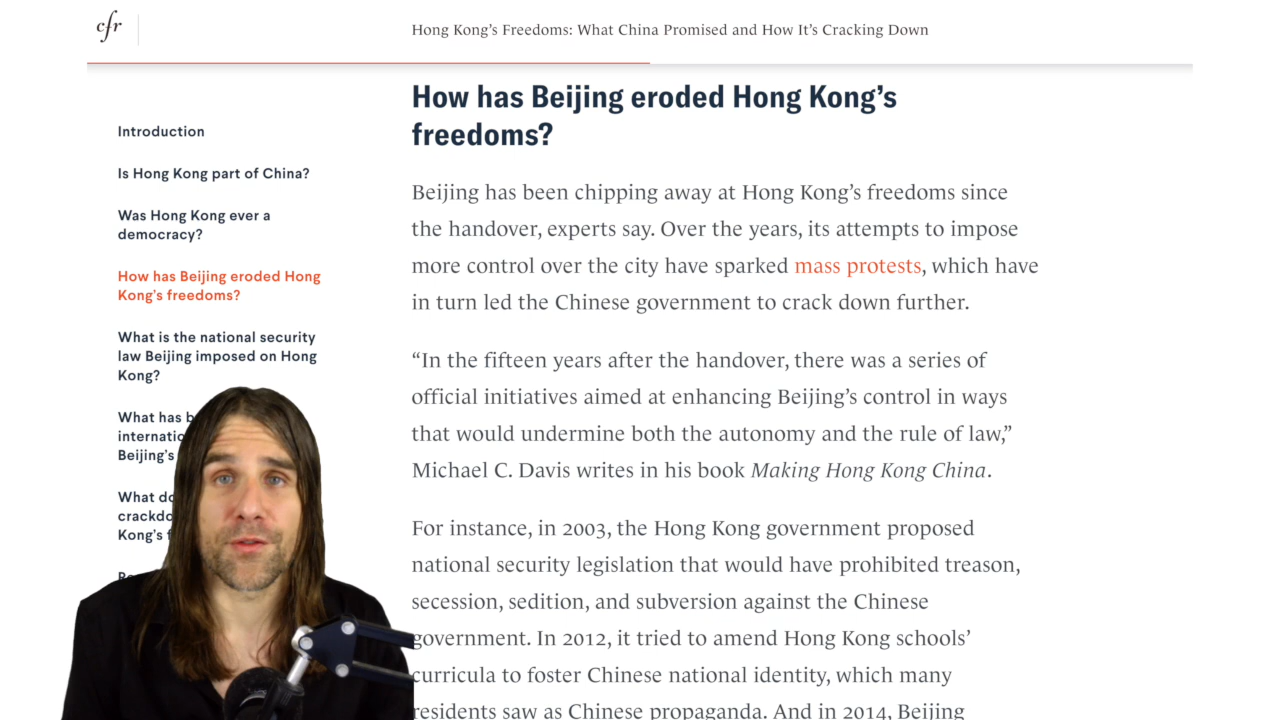 cfr
Hong Kong’s Freedoms: What China Promised and How It’s Cracking Down
Introduction
Is Hong Kong part of China?
Was Hong Kong ever a
democracy?
How has Beijing eroded Hong
Kong’s freedoms?
What is the national security
law Beijing imposed on Hong
Kong?
What has
Beijing’s
What
Kong’s
How has Beijing eroded Hong Kong’s
freedoms?
Beijing has been chipping away at Hong Kong’s freedoms since
the handover, experts say. Over the years, its attempts to impose
more control over the city have sparked mass protests, which have
in turn led the Chinese government to crack down further.
“In the fifteen years after the handover, there was a series of
official initiatives aimed at enhancing Beijing’s control in ways
that would undermine both the autonomy and the rule of law,”
Michael C. Davis writes in his book Making Hong Kong China.
For instance, in 2003, the Hong Kong government proposed
national security legislation that would have prohibited treason,
secession, sedition, and subversion against the Chinese
government. In 2012, it tried to amend Hong Kong schools’
curricula to foster Chinese national identity, which many
residents saw as Chinese propaganda. And in 2014, Beijing